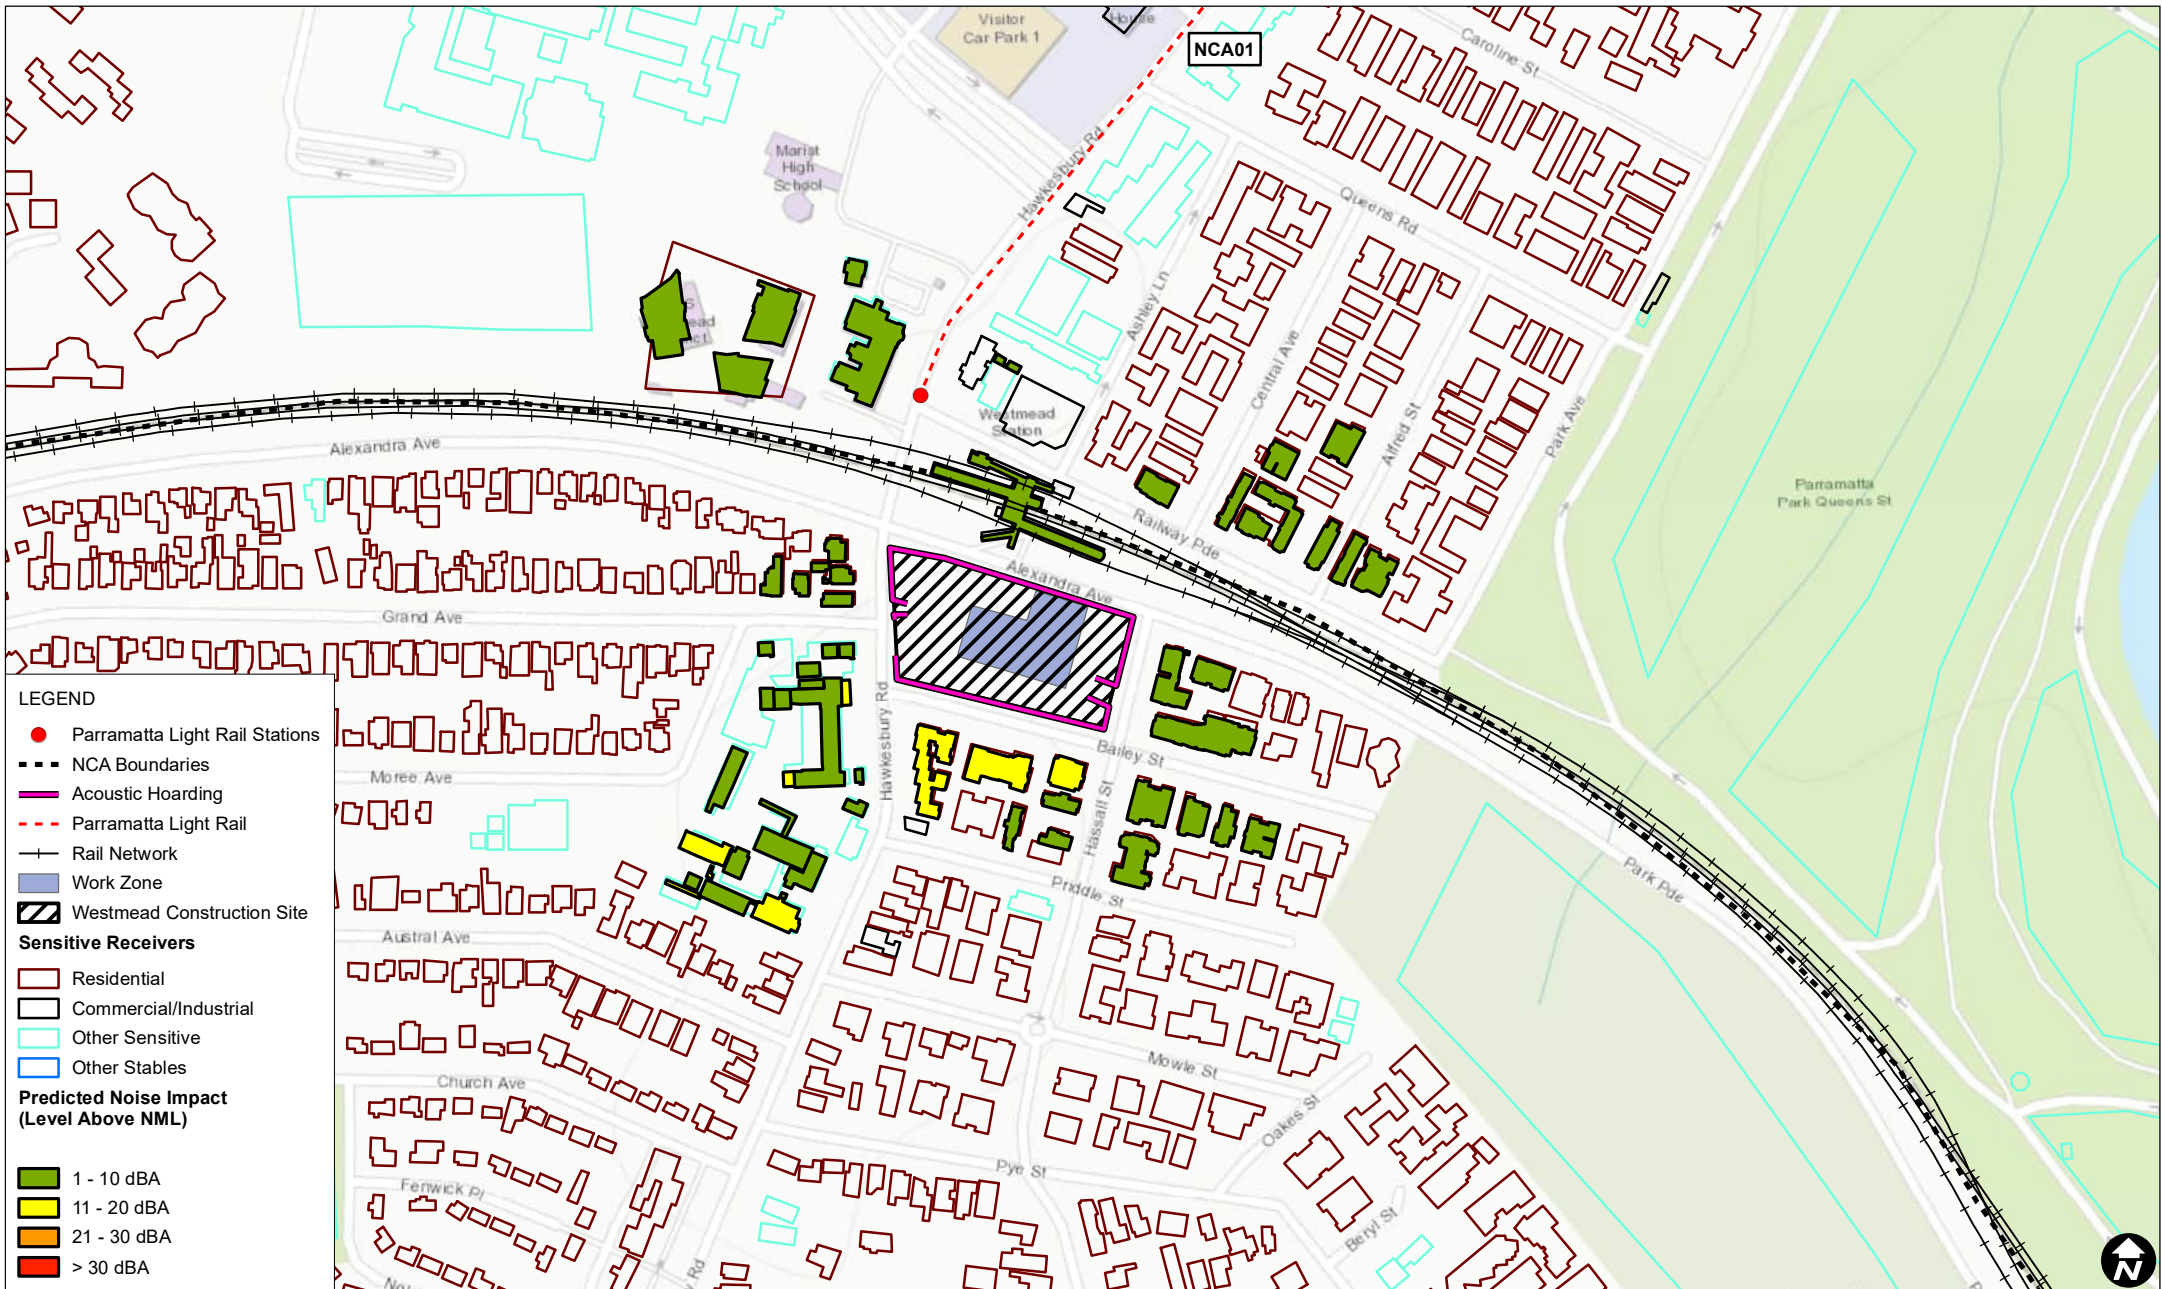 Visitor
Car Park 1
House
NCA01
Caroline St
Hawkesbury Rd
Marist
High
School
Queens Rd
Ashley Ln
Central Ave
Alfred St
Park Ave
Westmead
Station
Alexandra Ave
Parramatta
Park Queens St
Railway Pde
Alexandra Ave
Grand Ave
Hawkesbury Rd
Bailey St
Moree Ave
Hassall St
Priddle St
Park Pde
Austral Ave
Mowle St
Church Ave
Oakes St
Pye St
Fenwick Pl
Beryl St
Rd
LEGEND
Parramatta Light Rail Stations
NCA Boundaries
Acoustic Hoarding
Parramatta Light Rail
Rail Network
Work Zone
Westmead Construction Site
Sensitive Receivers
Residential
Commercial/Industrial
Other Sensitive
Other Stables
Predicted Noise Impact
(Level Above NML)
1 - 10 dBA
11 - 20 dBA
21 - 30 dBA
> 30 dBA
N